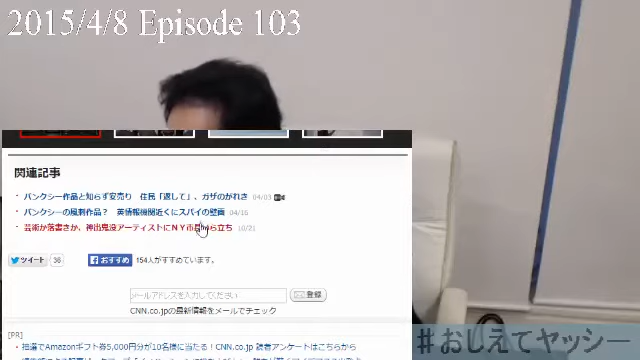 2015/4/8 Episode 103
関連記事
・ バンクシー作品と知らず安売り 住民「返して」、ガザのがれき 04/03
・ バンクシーの風刺作品? 英情報機関近くにスパイの壁画 04/16
・ 芸術か落書きか、神出鬼没アーティストにNY市長 ら立ち 10/21
ツイート 36
おすすめ 154人がすすめています。
メールアドレスを入力してください 登録
CNN.co.jpの最新情報をメールでチェック
[PR]
・ 抽選でAmazonギフト券5,000円分が10名様に当たる!CNN.co.jp 読者アンケートはこちらから
#おしえてヤッシー